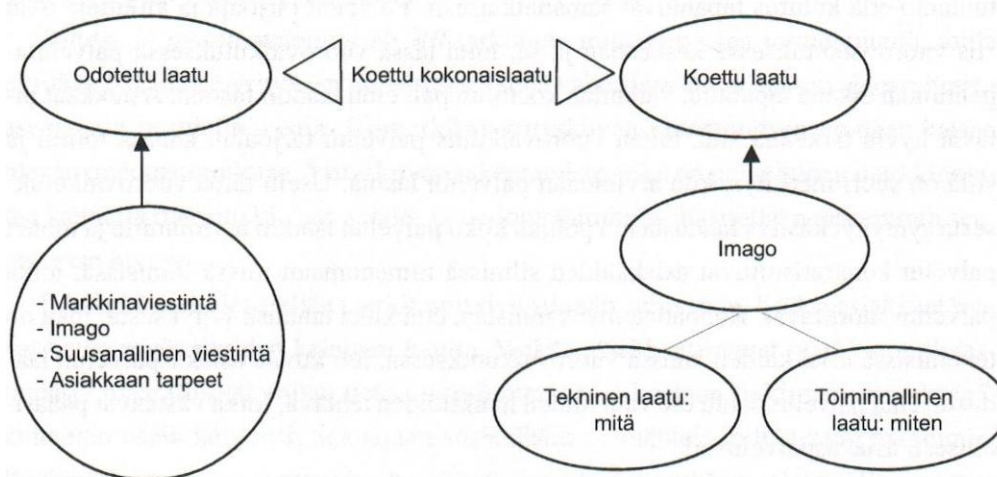 Odotettu laatu
Koettu kokonaislaatu
Koettu laatu
Imago
- Markkinaviestintä
- Imago
- Suusanallinen viestintä
- Asiakkaan tarpeet
Tekninen laatu:
mitä
Toiminnallinen
laatu: miten